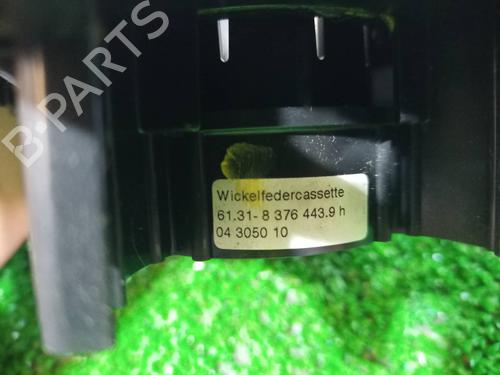 B-PARTS
Wickelfedercassette
61.31- 8 376 443.9 h
04 3050 10